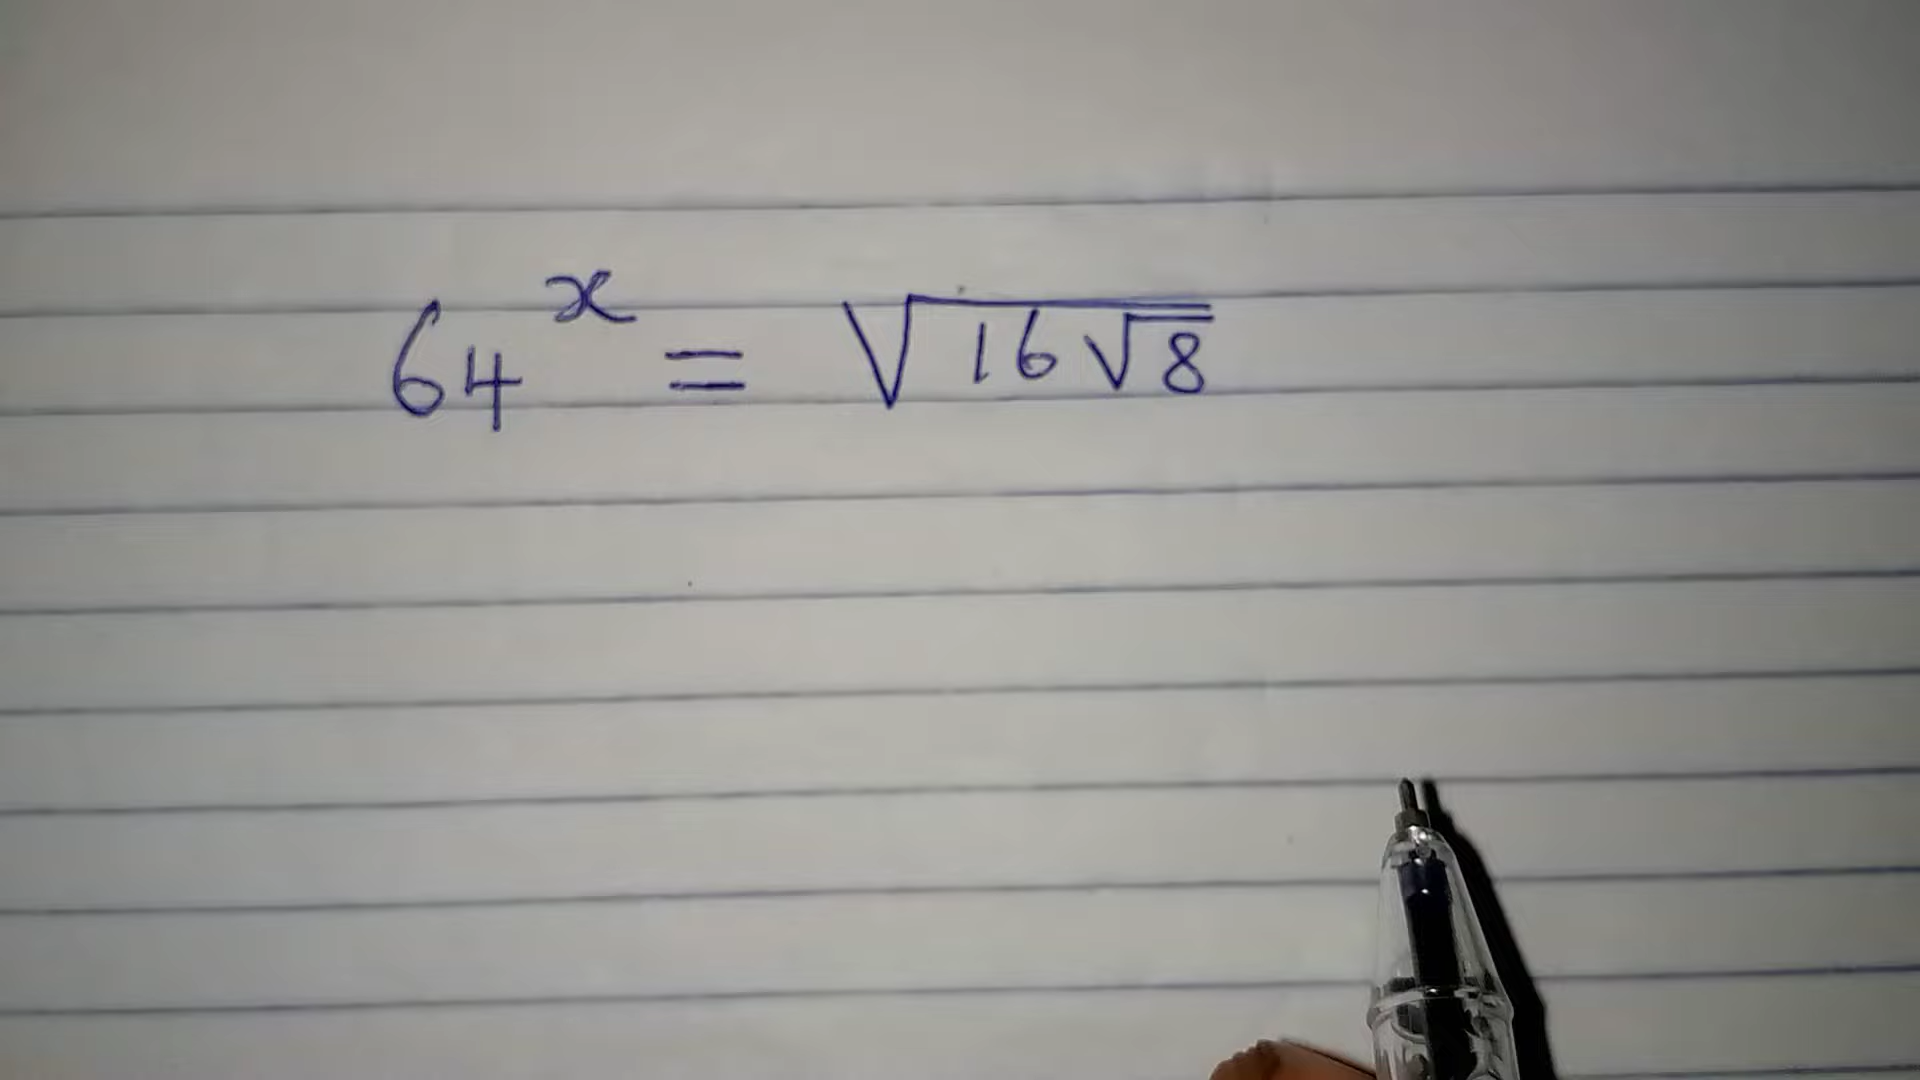 64^x = √(16√8)